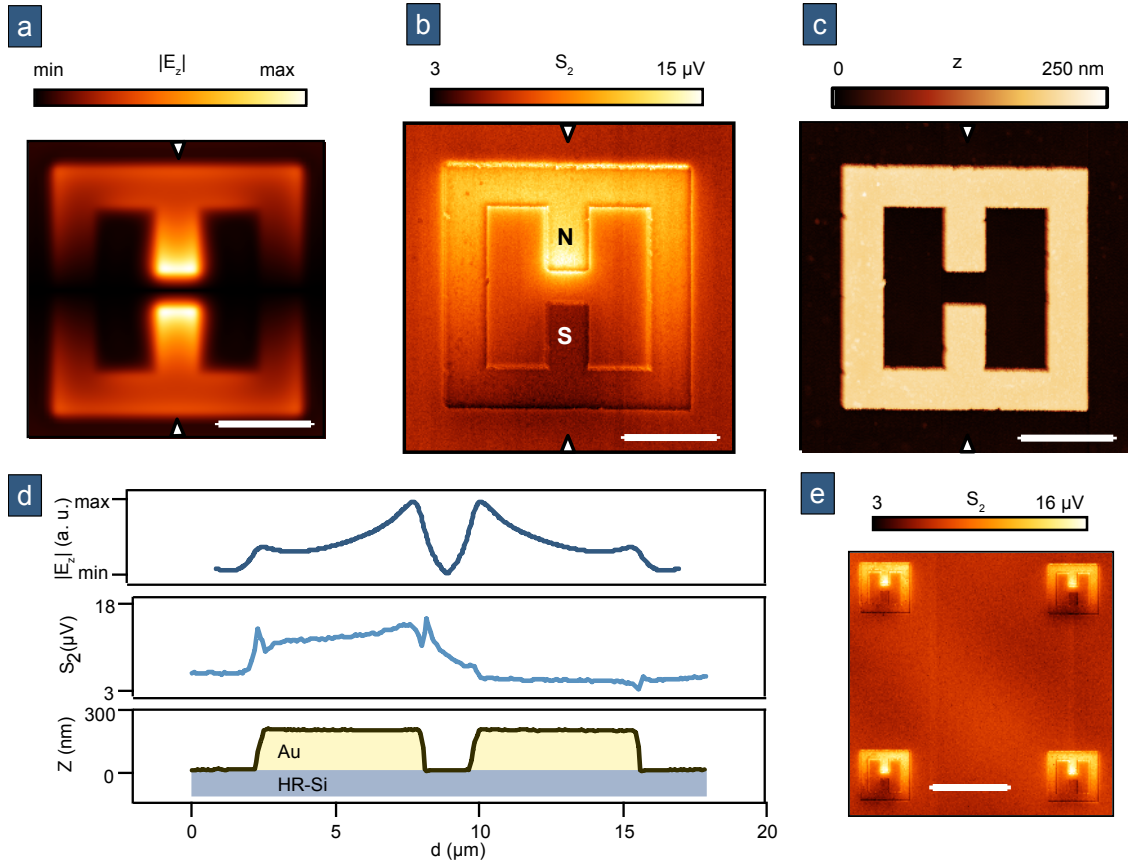 a
|E_z|
min
max
b
S_2
3
15 µV
N
S
c
z
0
250 nm
d
|E_z| (a. u.)
max
min
S_2(µV)
18
3
Z (nm)
300
0
Au
HR-Si
0
5
10
15
20
d (µm)
e
S_2
3
16 µV